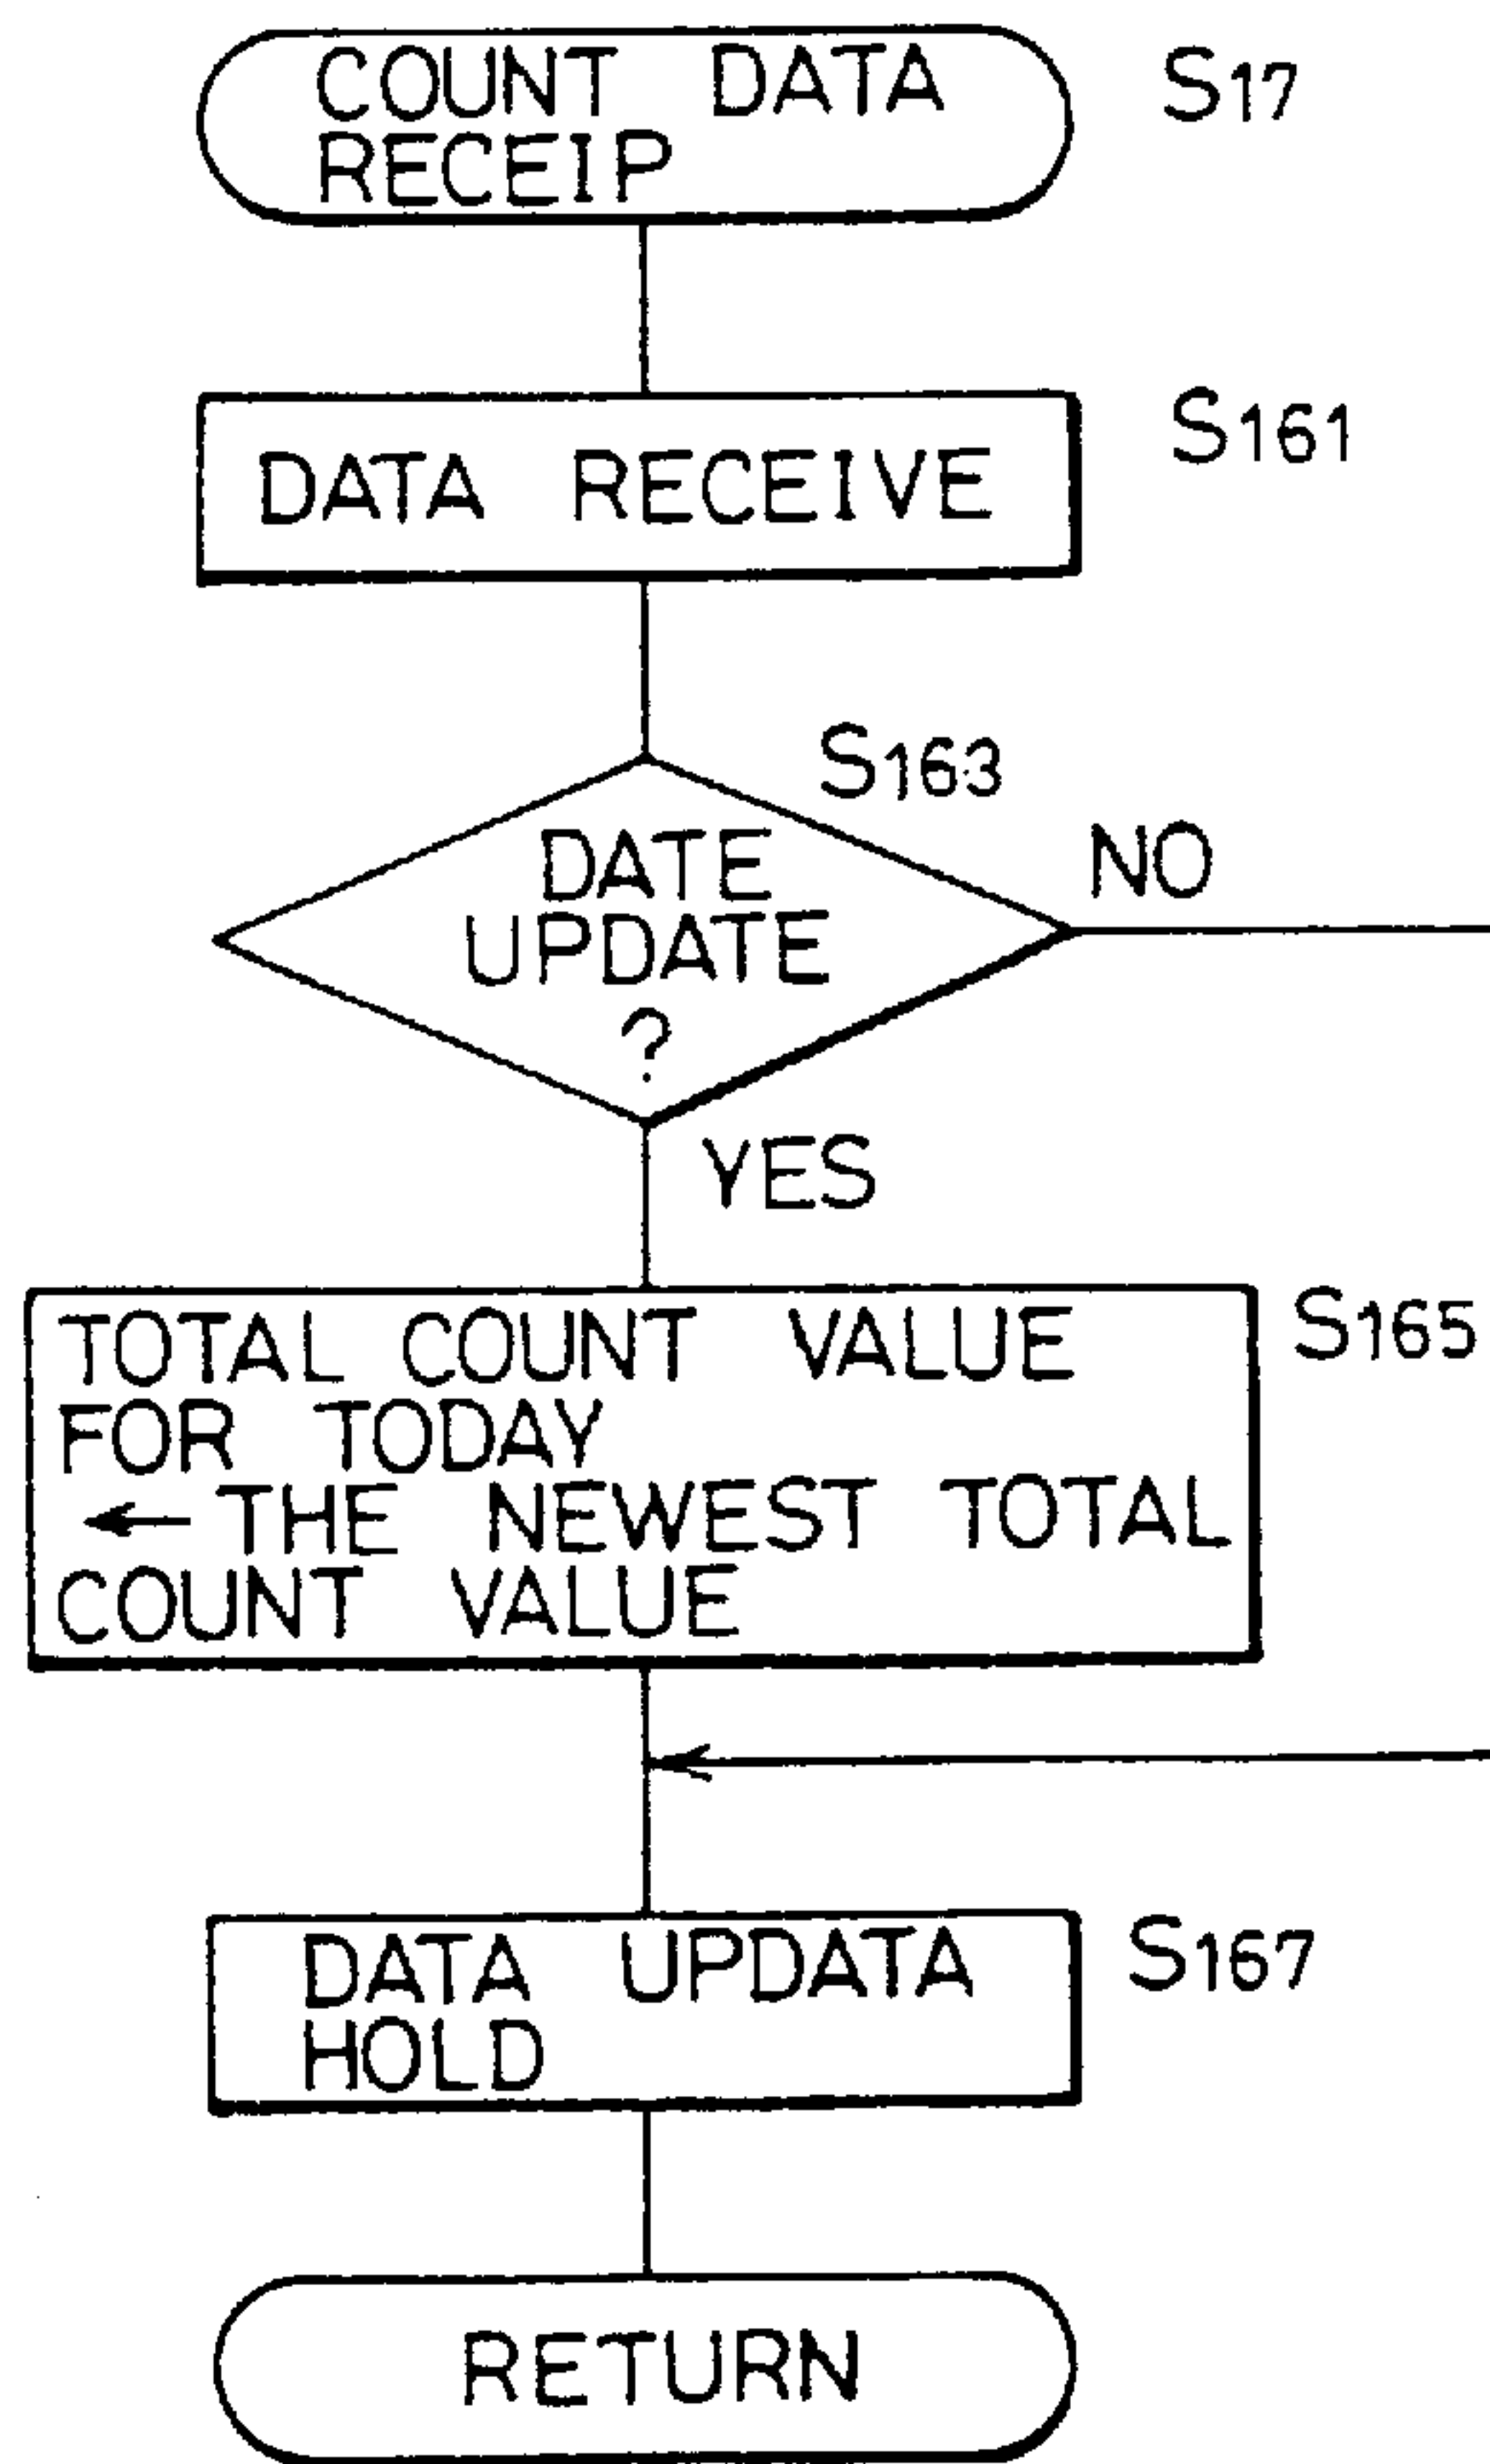 COUNT DATA
RECEIP
S17
DATA RECEIVE
S161
S163
DATE
UPDATE
?
NO
YES
TOTAL COUNT VALUE
FOR TODAY
← THE NEWEST TOTAL
COUNT VALUE
S165
DATA UPDATA
HOLD
S167
RETURN